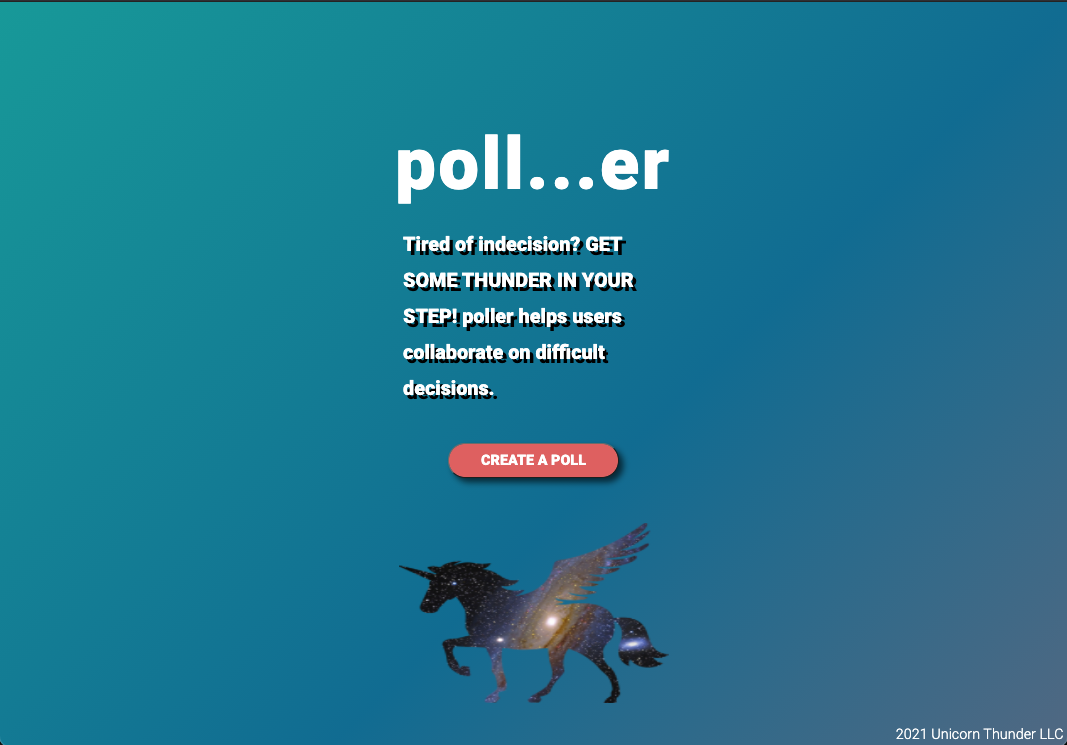 poll...er
Tired of indecision? GET
SOME THUNDER IN YOUR
STEP! poller helps users
collaborate on difficult
decisions.
CREATE A POLL
2021 Unicorn Thunder LLC